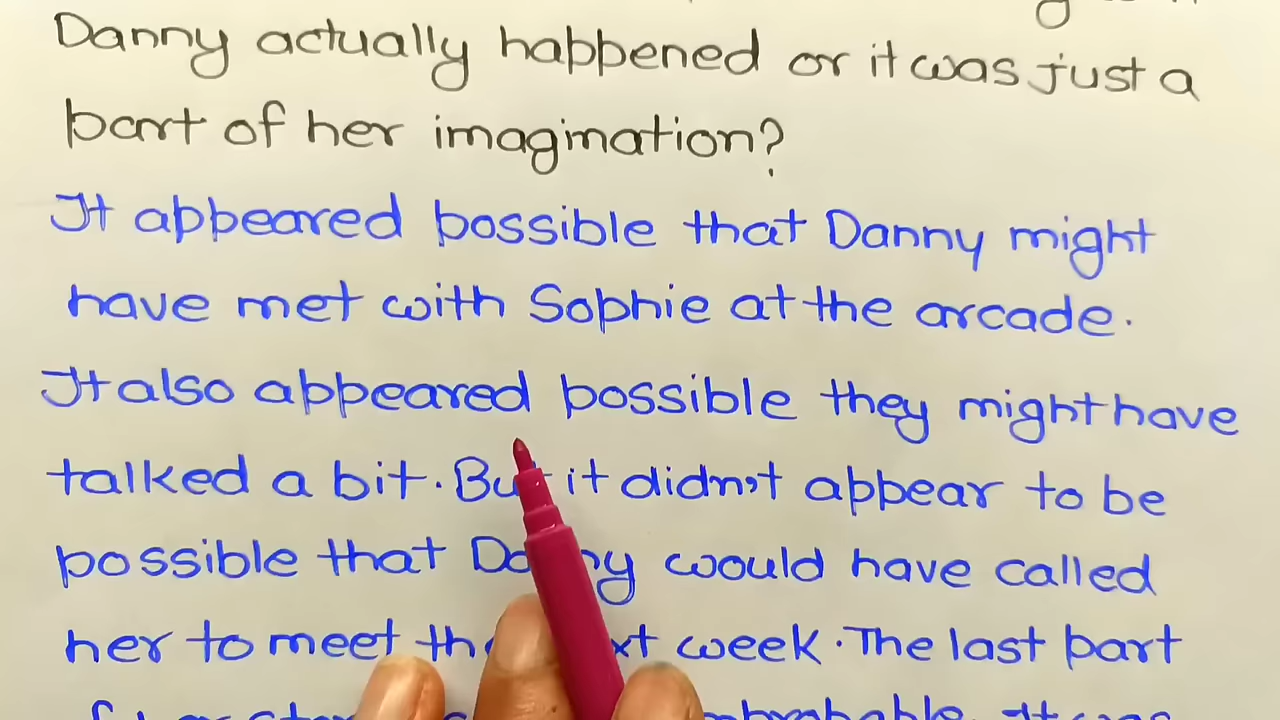 Danny actually happened or it was just a
part of her imagination?
It appeared possible that Danny might
have met with Sophie at the arcade.
It also appeared possible they might have
talked a bit. But it didn't appear to be
possible that Danny would have called
her to meet week. The last part